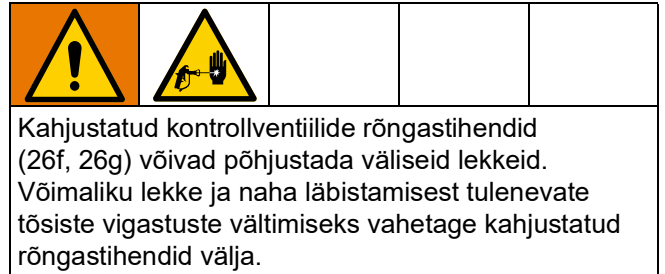 Kahjustatud kontrollventiilide rõngastihendid
(26f, 26g) võivad põhjustada väliseid lekkeid.
Võimaliku lekke ja naha läbistamisest tulenevate
tõsiste vigastuste vältimiseks vahetage kahjustatud
rõngastihendid välja.